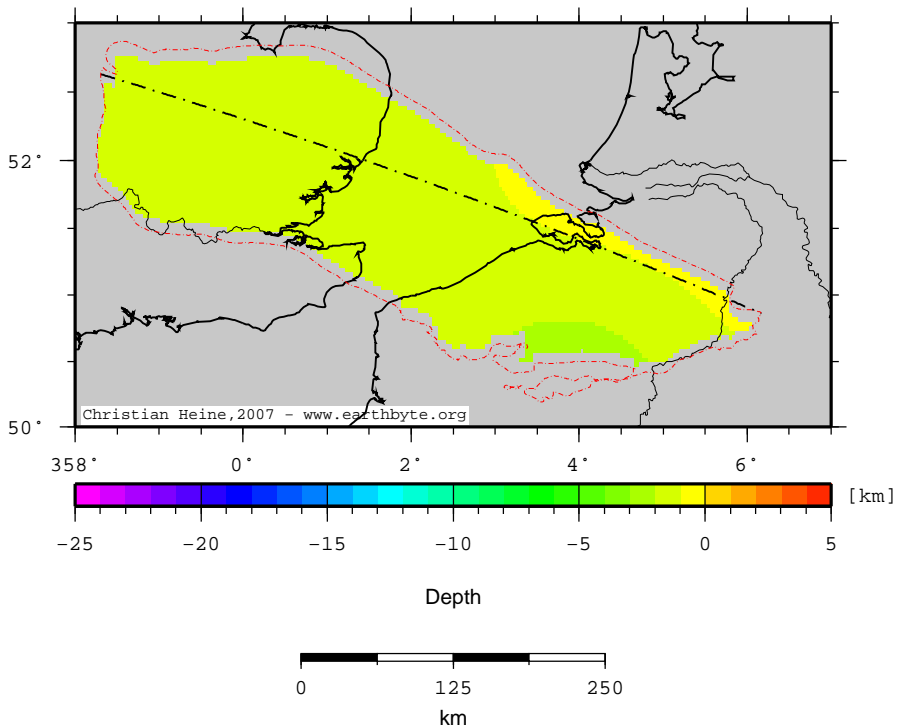 52°
50°
Christian Heine,2007 - www.earthbyte.org
358° 0° 2° 4° 6°
[km]
-25 -20 -15 -10 -5 0 5
Depth
0 125 250
km